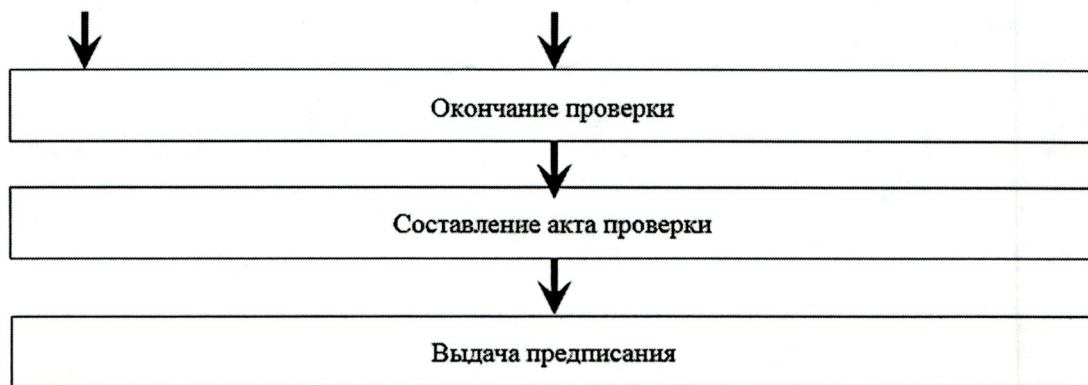 Окончание проверки
Составление акта проверки
Выдача предписания